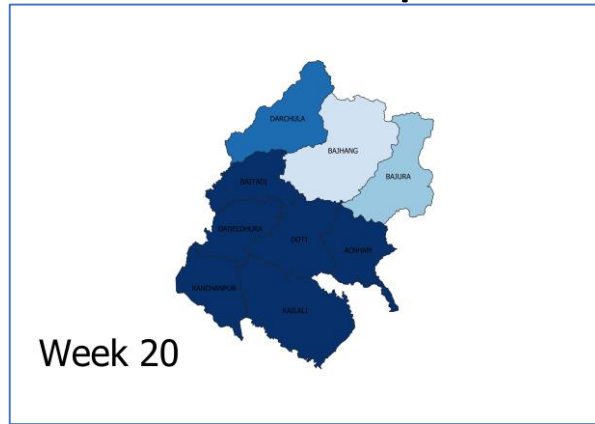 DARCHULA
BAJHANG
BAJURA
BAITADI
DADELDHURA
DOTI
ACHHAM
KANCHANPUR
KAILALI
Week 20